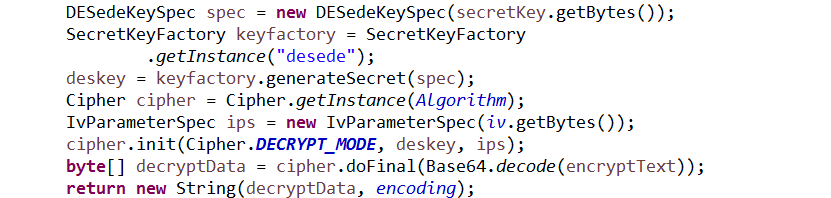 DESedeKeySpec spec = new DESedeKeySpec(secretKey.getBytes());
SecretKeyFactory keyfactory = SecretKeyFactory
        .getInstance("desede");
deskey = keyfactory.generateSecret(spec);
Cipher cipher = Cipher.getInstance(Algorithm);
IvParameterSpec ips = new IvParameterSpec(iv.getBytes());
cipher.init(Cipher.DECRYPT_MODE, deskey, ips);
byte[] decryptData = cipher.doFinal(Base64.decode(encryptText));
return new String(decryptData, encoding);